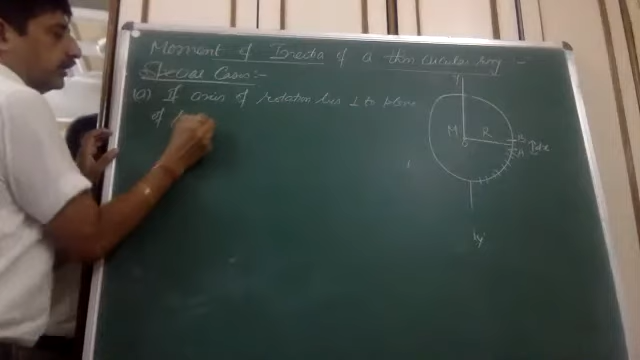 Moment of Inertia of a thin circular ring :-
Special Cases :-
(a) If axis of rotation lies ⊥ to plane
of
y
M
R
B
A
O
y'